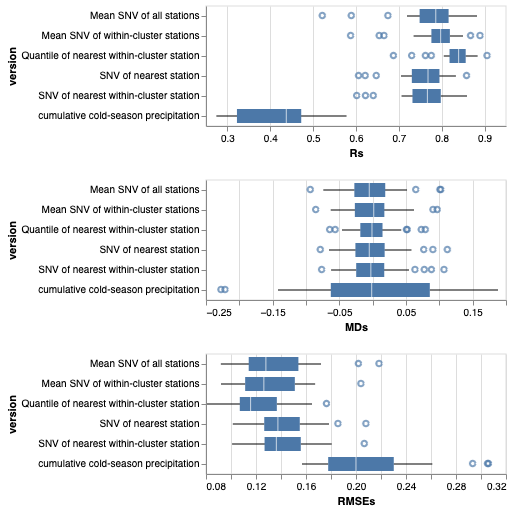 version
Mean SNV of all stations
Mean SNV of within-cluster stations
Quantile of nearest within-cluster station
SNV of nearest station
SNV of nearest within-cluster station
cumulative cold-season precipitation
0.3 0.4 0.5 0.6 0.7 0.8 0.9
Rs
version
Mean SNV of all stations
Mean SNV of within-cluster stations
Quantile of nearest within-cluster station
SNV of nearest station
SNV of nearest within-cluster station
cumulative cold-season precipitation
−0.25 −0.15 −0.05 0.05 0.15
MDs
version
Mean SNV of all stations
Mean SNV of within-cluster stations
Quantile of nearest within-cluster station
SNV of nearest station
SNV of nearest within-cluster station
cumulative cold-season precipitation
0.08 0.12 0.16 0.20 0.24 0.28 0.32
RMSEs